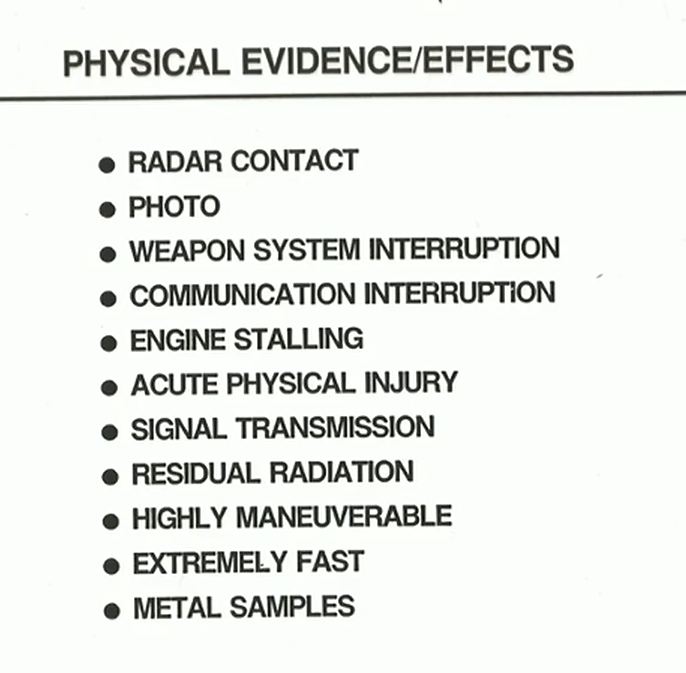 PHYSICAL EVIDENCE/EFFECTS
● RADAR CONTACT
● PHOTO
● WEAPON SYSTEM INTERRUPTION
● COMMUNICATION INTERRUPTION
● ENGINE STALLING
● ACUTE PHYSICAL INJURY
● SIGNAL TRANSMISSION
● RESIDUAL RADIATION
● HIGHLY MANEUVERABLE
● EXTREMELY FAST
● METAL SAMPLES